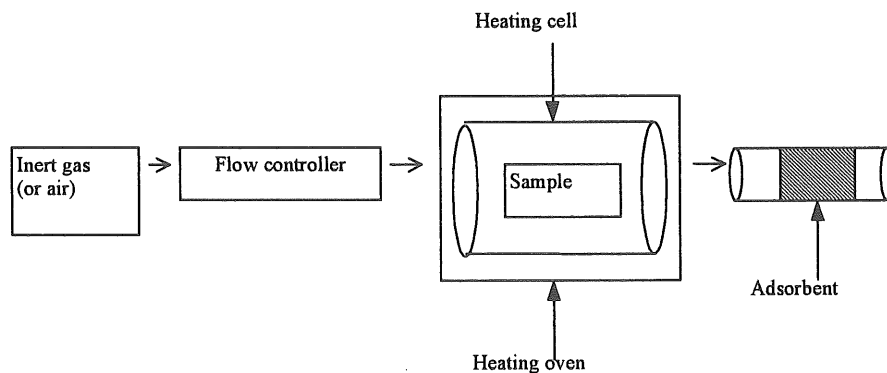 Heating cell
Inert gas
(or air)
Flow controller
Sample
Adsorbent
Heating oven